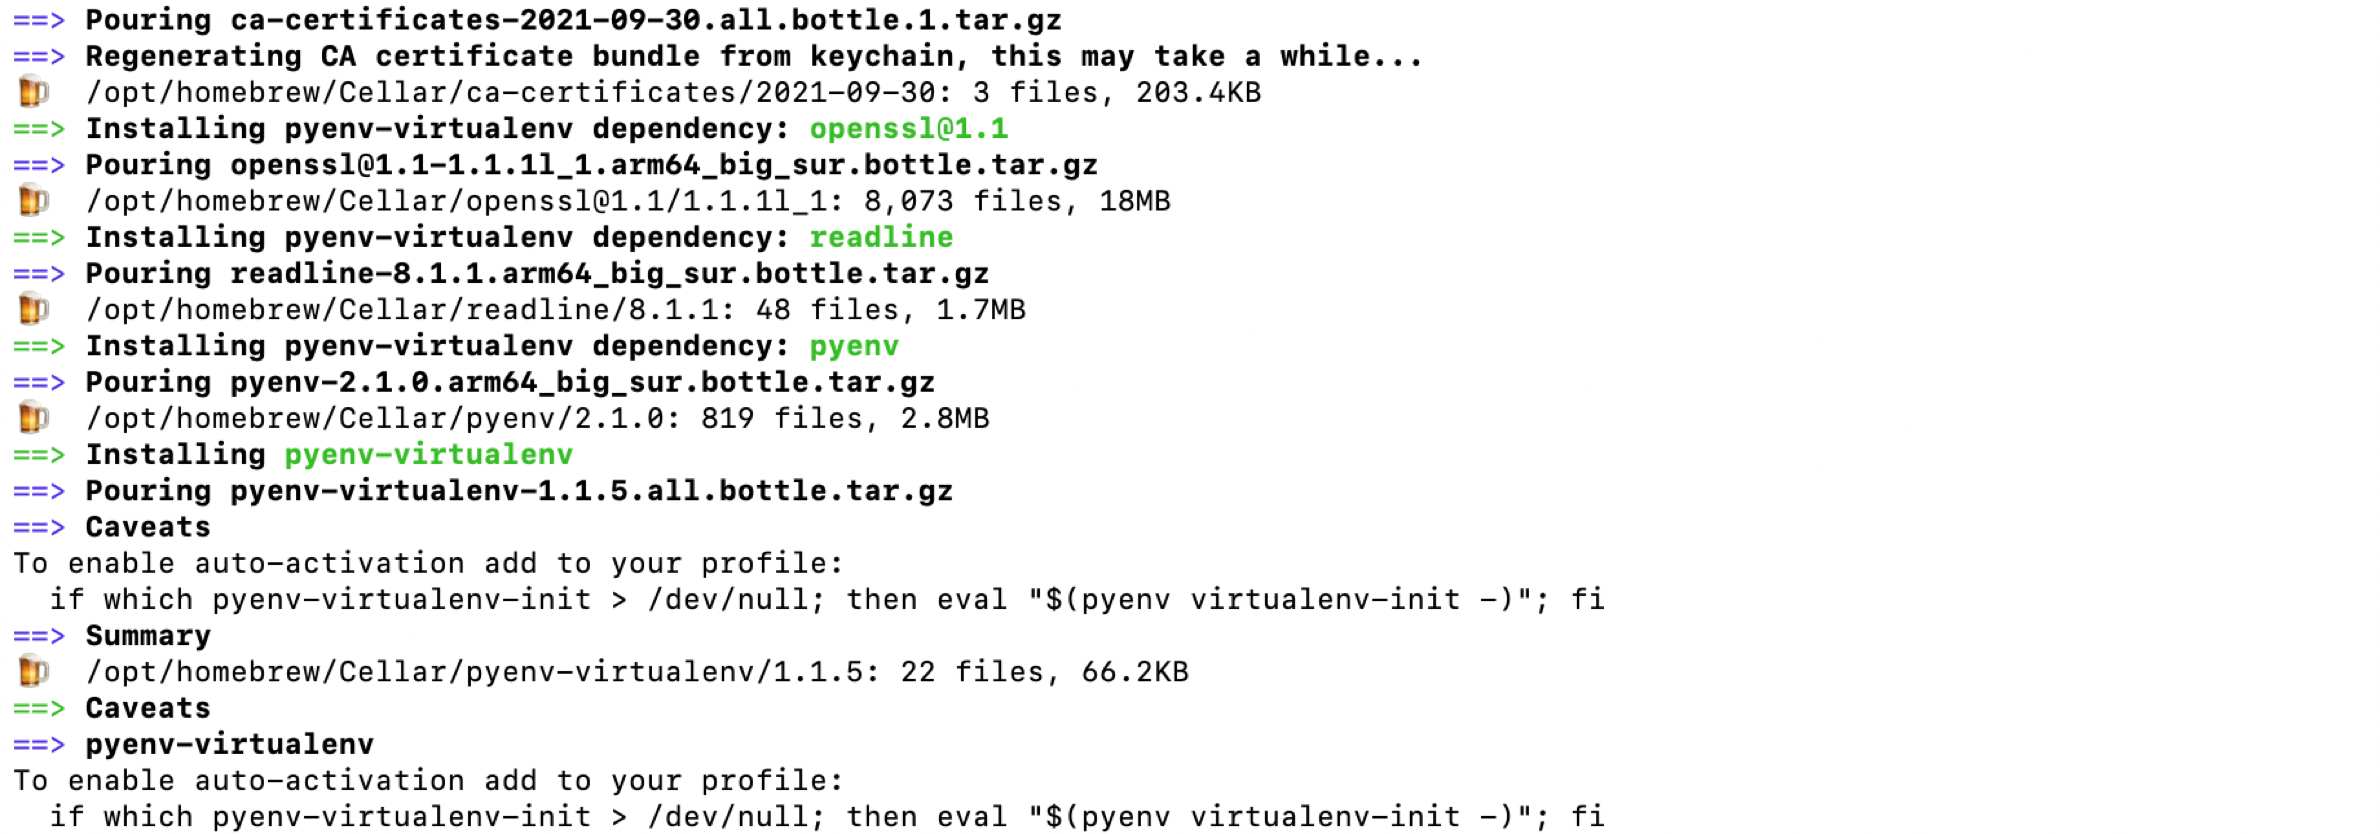 ==> Pouring ca-certificates-2021-09-30.all.bottle.1.tar.gz
==> Regenerating CA certificate bundle from keychain, this may take a while...
🍺  /opt/homebrew/Cellar/ca-certificates/2021-09-30: 3 files, 203.4KB
==> Installing pyenv-virtualenv dependency: openssl@1.1
==> Pouring openssl@1.1-1.1.1l_1.arm64_big_sur.bottle.tar.gz
🍺  /opt/homebrew/Cellar/openssl@1.1/1.1.1l_1: 8,073 files, 18MB
==> Installing pyenv-virtualenv dependency: readline
==> Pouring readline-8.1.1.arm64_big_sur.bottle.tar.gz
🍺  /opt/homebrew/Cellar/readline/8.1.1: 48 files, 1.7MB
==> Installing pyenv-virtualenv dependency: pyenv
==> Pouring pyenv-2.1.0.arm64_big_sur.bottle.tar.gz
🍺  /opt/homebrew/Cellar/pyenv/2.1.0: 819 files, 2.8MB
==> Installing pyenv-virtualenv
==> Pouring pyenv-virtualenv-1.1.5.all.bottle.tar.gz
==> Caveats
To enable auto-activation add to your profile:
  if which pyenv-virtualenv-init > /dev/null; then eval "$(pyenv virtualenv-init -)"; fi
==> Summary
🍺  /opt/homebrew/Cellar/pyenv-virtualenv/1.1.5: 22 files, 66.2KB
==> Caveats
==> pyenv-virtualenv
To enable auto-activation add to your profile:
  if which pyenv-virtualenv-init > /dev/null; then eval "$(pyenv virtualenv-init -)"; fi